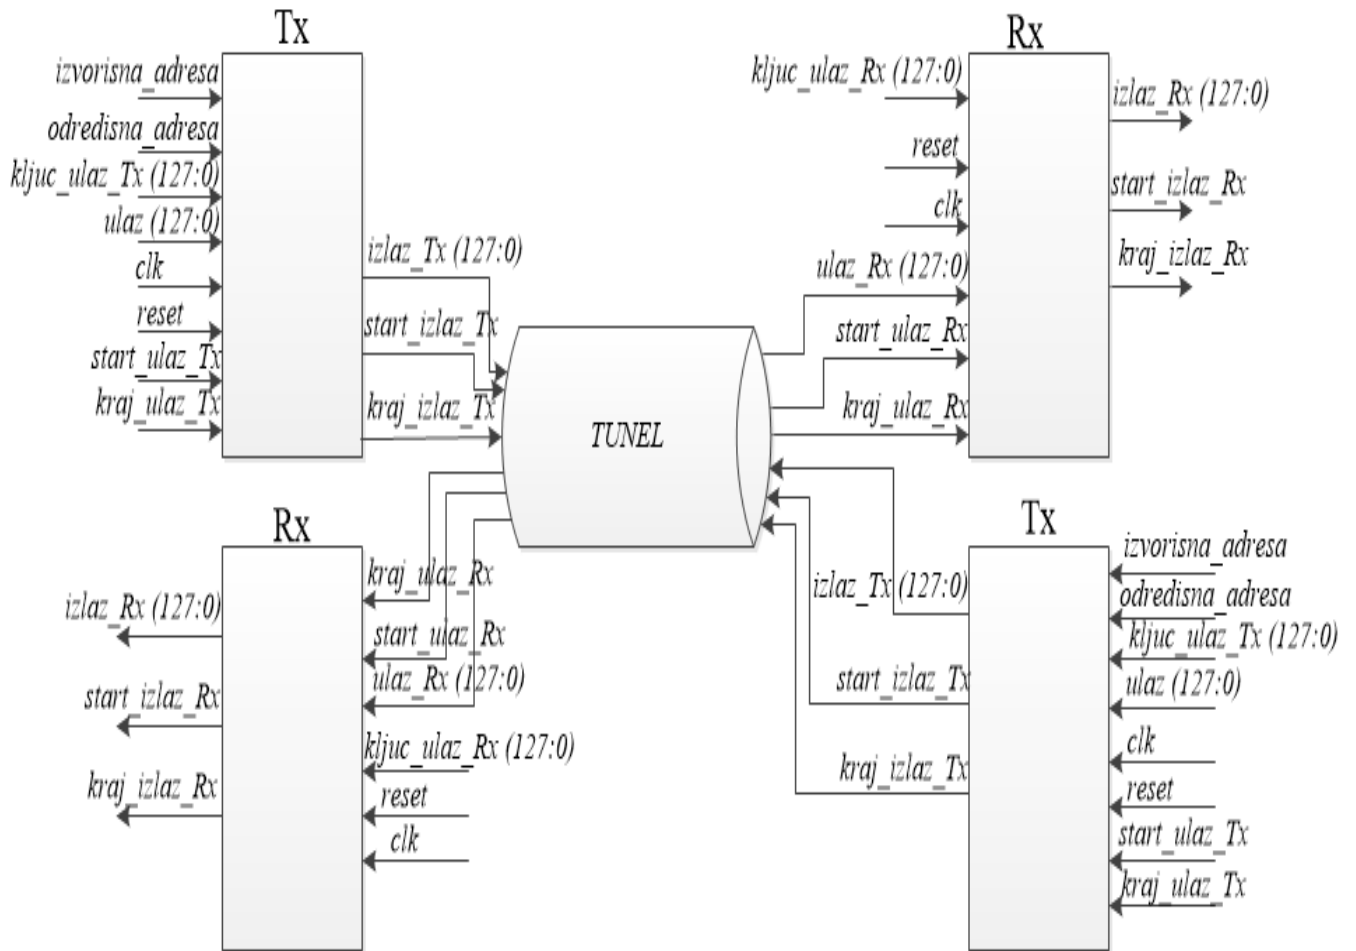 Tx
izvorisna_adresa
odredisna_adresa
kljuc_ulaz_Tx (127:0)
ulaz (127:0)
clk
reset
start_ulaz_Tx
kraj_ulaz_Tx
izlaz_Tx (127:0)
start_izlaz_Tx
kraj_izlaz_Tx
TUNEL
Rx
kljuc_ulaz_Rx (127:0)
reset
clk
ulaz_Rx (127:0)
start_ulaz_Rx
kraj_ulaz_Rx
izlaz_Rx (127:0)
start_izlaz_Rx
kraj_izlaz_Rx
Rx
izlaz_Rx (127:0)
start_izlaz_Rx
kraj_izlaz_Rx
kraj_ulaz_Rx
start_ulaz_Rx
ulaz_Rx (127:0)
kljuc_ulaz_Rx (127:0)
reset
clk
Tx
izlaz_Tx (127:0)
start_izlaz_Tx
kraj_izlaz_Tx
izvorisna_adresa
odredisna_adresa
kljuc_ulaz_Tx (127:0)
ulaz (127:0)
clk
reset
start_ulaz_Tx
kraj_ulaz_Tx